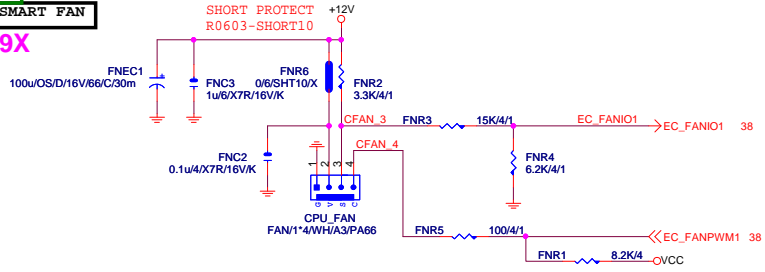 SMART FAN
9X
SHORT PROTECT
R0603-SHORT10
+12V
FNEC1
100u/OS/D/16V/66/C/30m
FNC3
1u/6/X7R/16V/K
FNR6
0/6/SHT10/X
FNR2
3.3K/4/1
CFAN_3
FNR3
15K/4/1
EC_FANIO1
EC_FANIO1 38
FNC2
0.1u/4/X7R/16V/K
CFAN_4
FNR4
6.2K/4/1
1 2 3 4
G V S C
CPU_FAN
FAN/1*4/WH/A3/PA66
FNR5
100/4/1
EC_FANPWM1 38
FNR1
8.2K/4
VCC